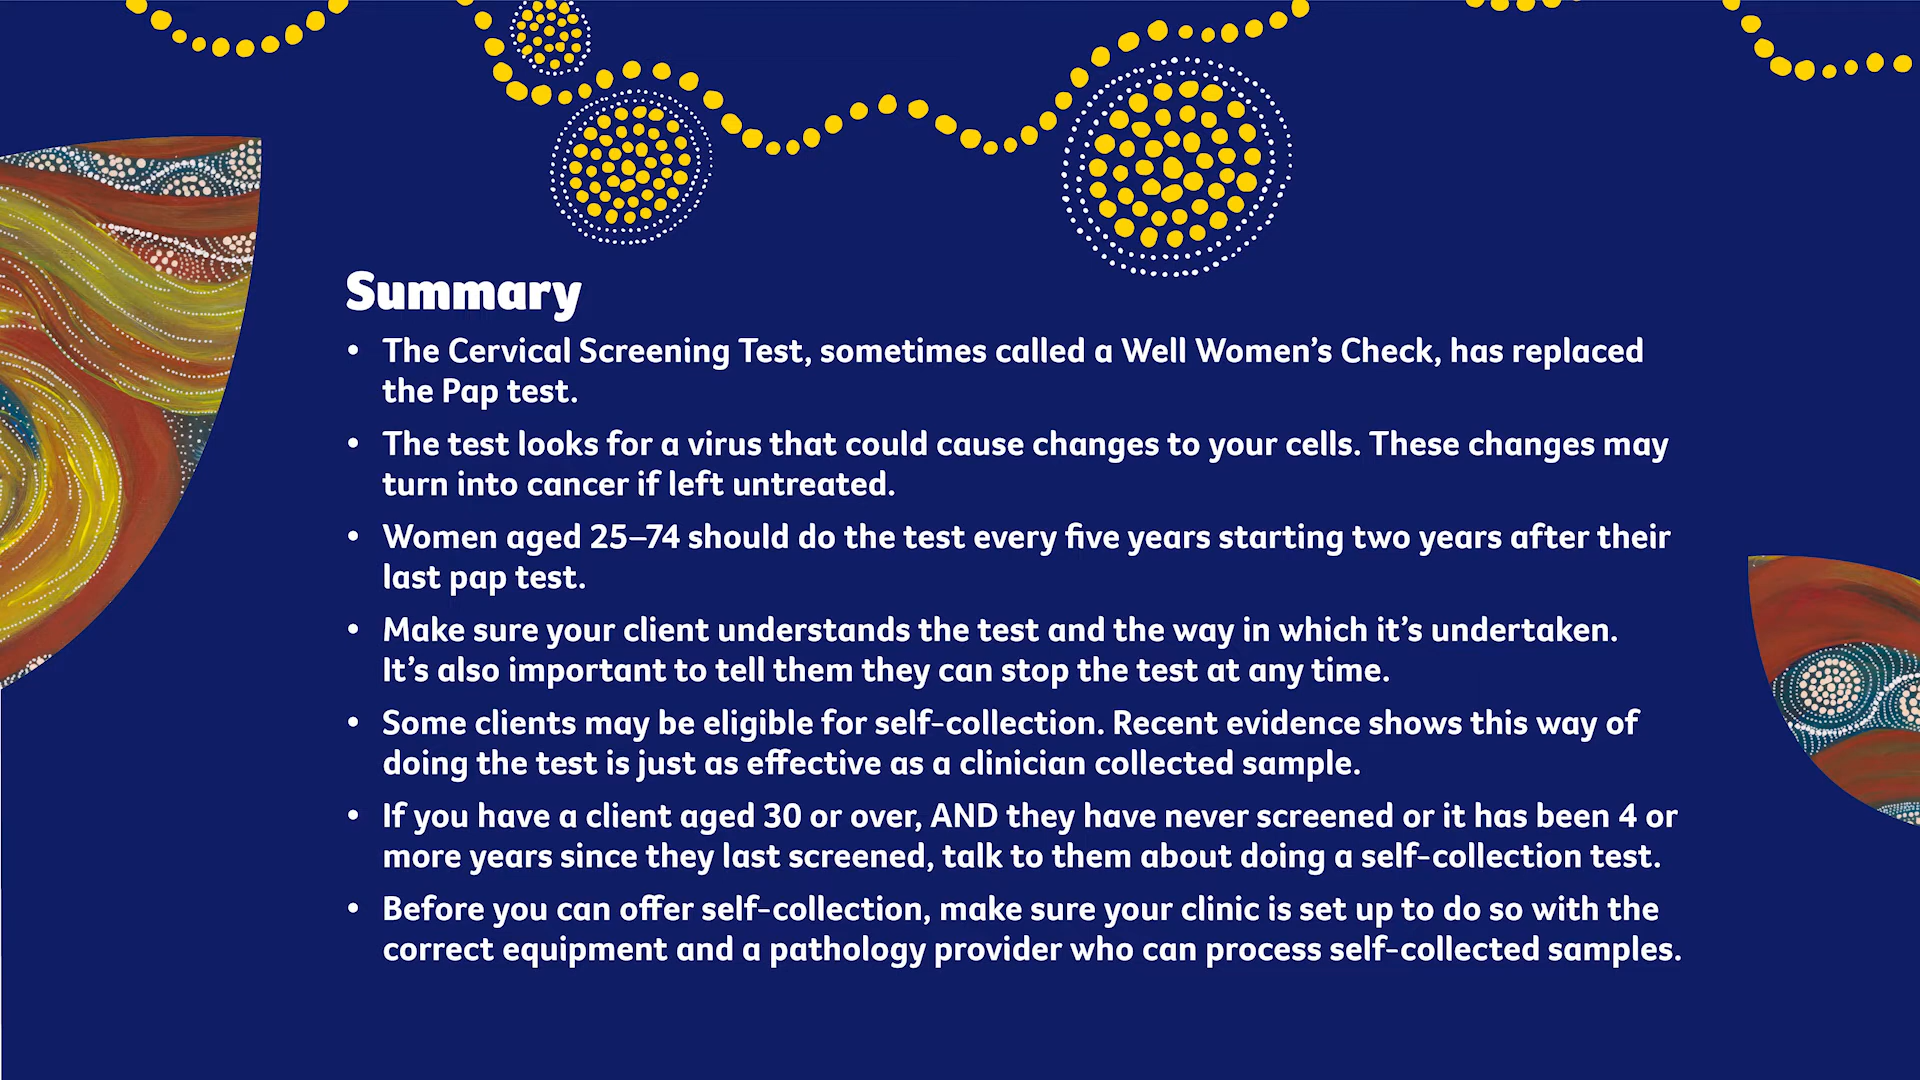 Summary
• The Cervical Screening Test, sometimes called a Well Women’s Check, has replaced
the Pap test.
• The test looks for a virus that could cause changes to your cells. These changes may
turn into cancer if left untreated.
• Women aged 25–74 should do the test every five years starting two years after their
last pap test.
• Make sure your client understands the test and the way in which it’s undertaken.
It’s also important to tell them they can stop the test at any time.
• Some clients may be eligible for self-collection. Recent evidence shows this way of
doing the test is just as effective as a clinician collected sample.
• If you have a client aged 30 or over, AND they have never screened or it has been 4 or
more years since they last screened, talk to them about doing a self-collection test.
• Before you can offer self-collection, make sure your clinic is set up to do so with the
correct equipment and a pathology provider who can process self-collected samples.